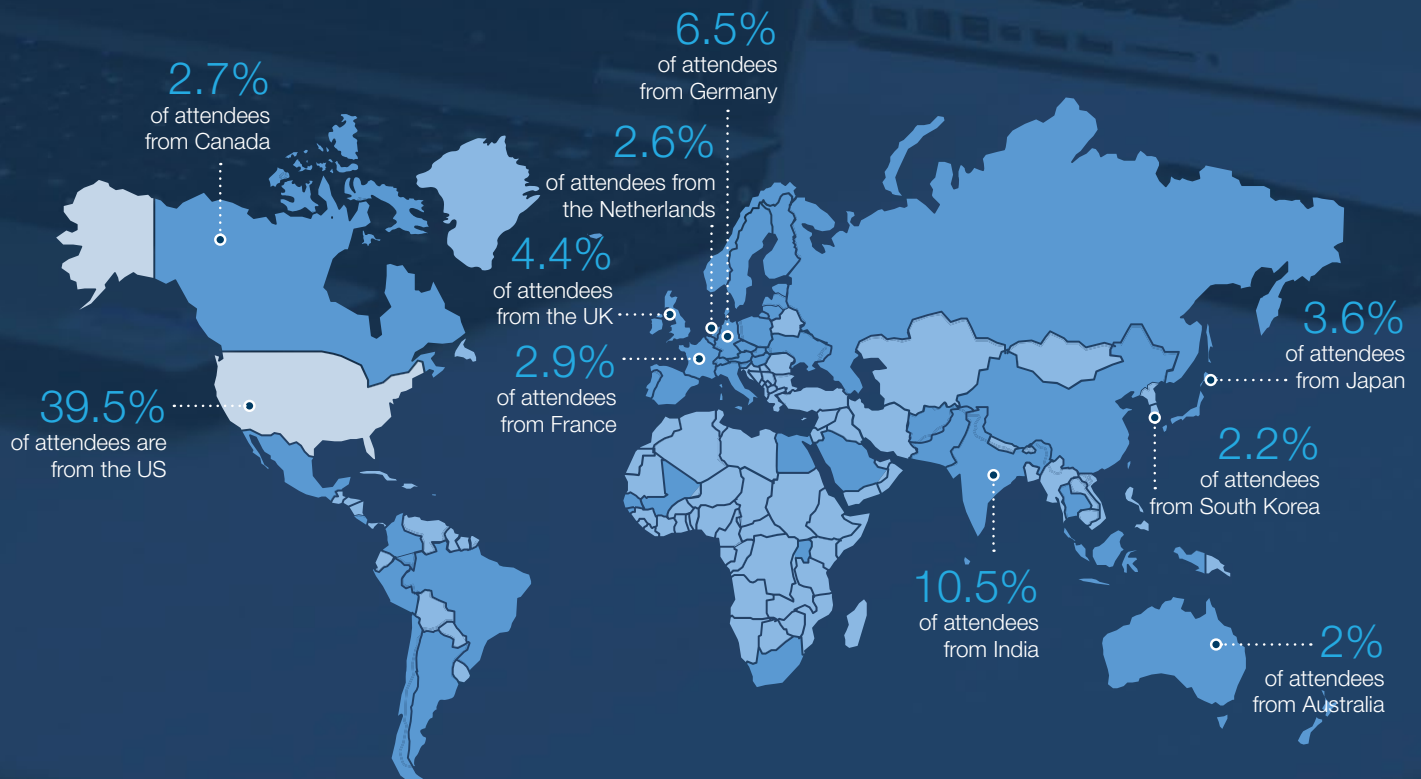 6.5%
of attendees
from Germany
2.7%
of attendees
from Canada
2.6%
of attendees from
the Netherlands
4.4%
of attendees
from the UK
2.9%
of attendees
from France
39.5%
of attendees are
from the US
3.6%
of attendees
from Japan
2.2%
of attendees
from South Korea
10.5%
of attendees
from India
2%
of attendees
from Australia